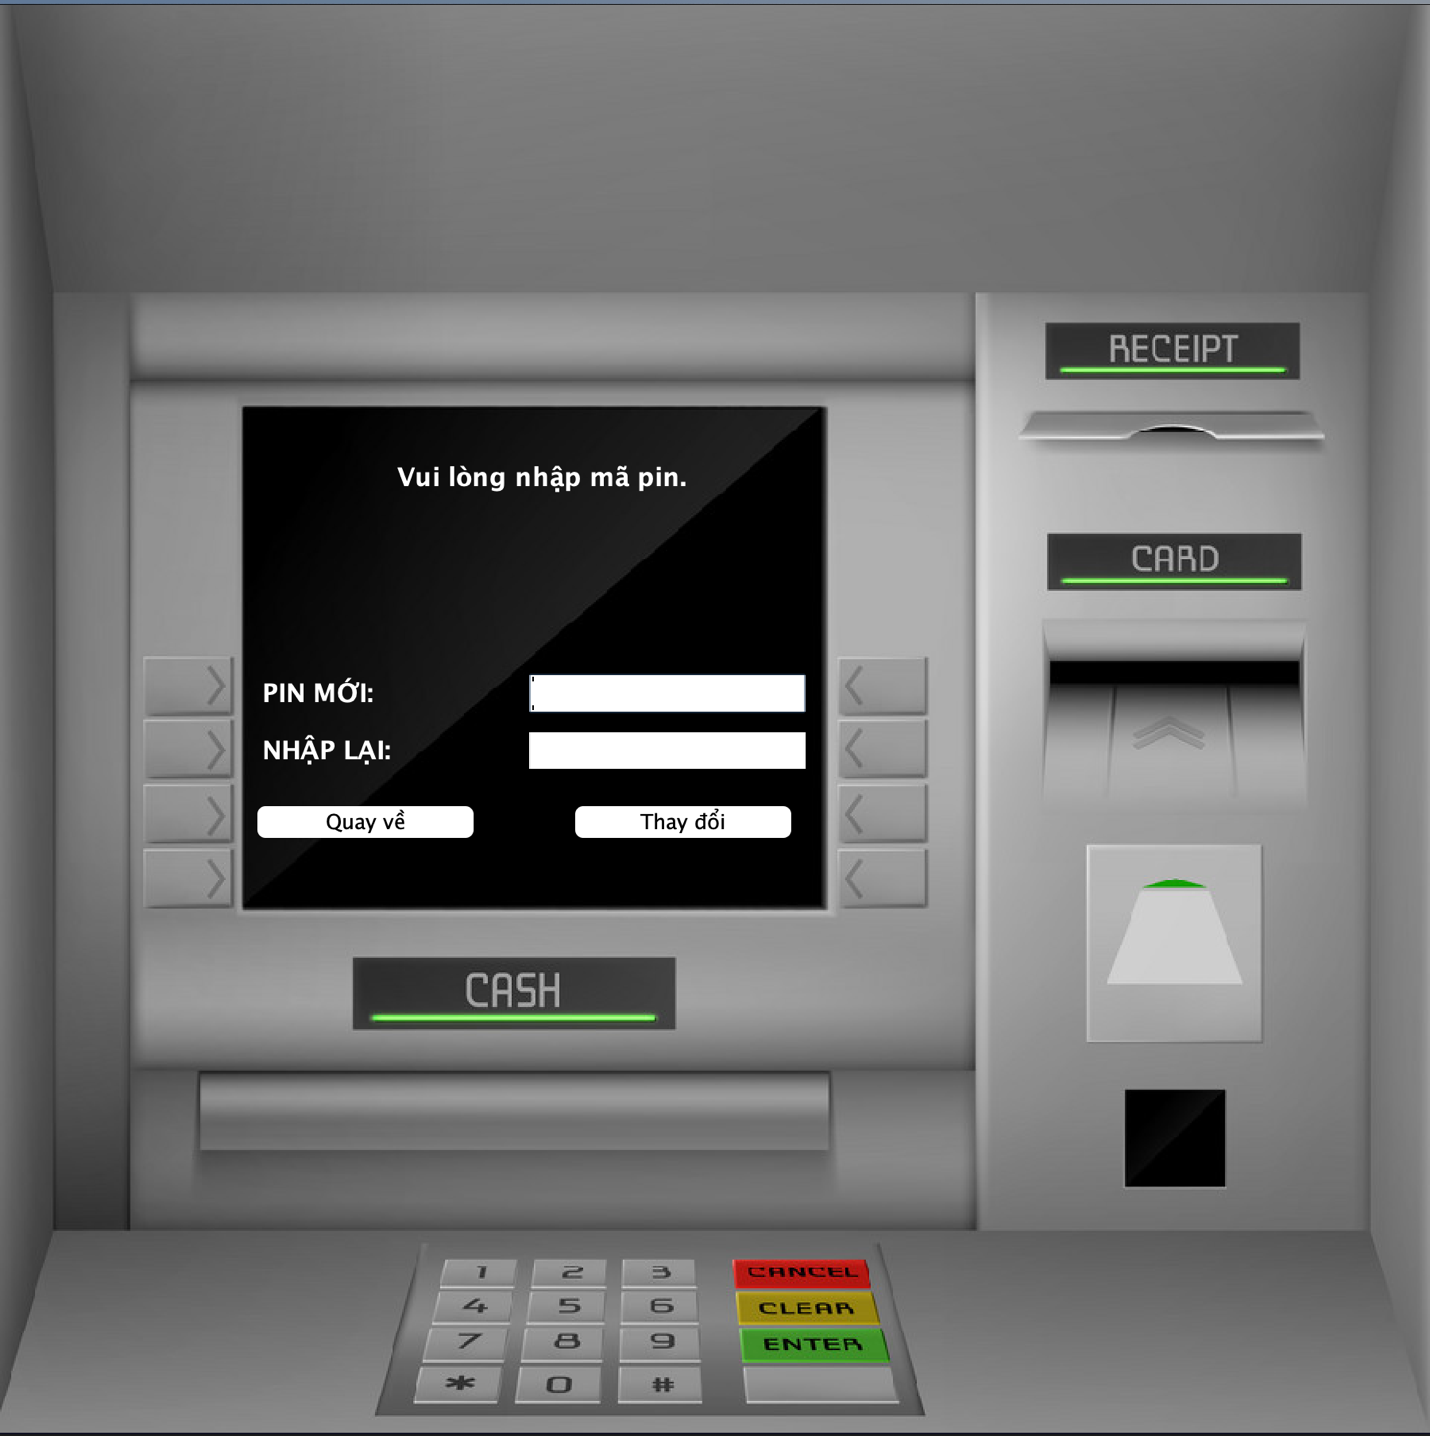 RECEIPT
Vui lòng nhập mã pin.
CARD
PIN MỚI:
NHẬP LẠI:
Quay về
Thay đổi
CASH
1 2 3 CANCEL
4 5 6 CLEAR
7 8 9 ENTER
* 0 #